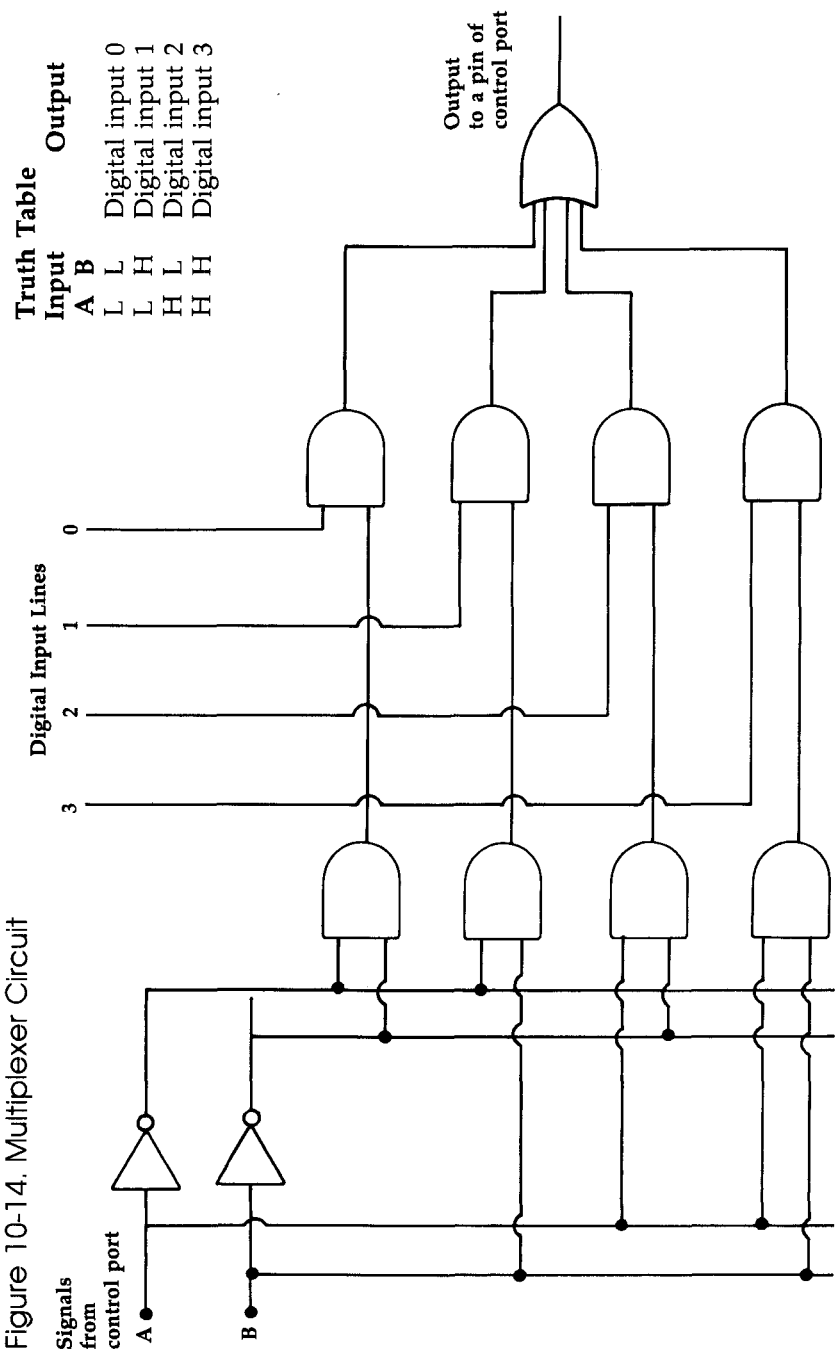 Figure 10-14. Multiplexer Circuit
Signals
from
control port
A
B
Digital Input Lines
3 2 1 0
Truth Table
Input Output
A B
L L Digital input 0
L H Digital input 1
H L Digital input 2
H H Digital input 3
Output
to a pin of
control port